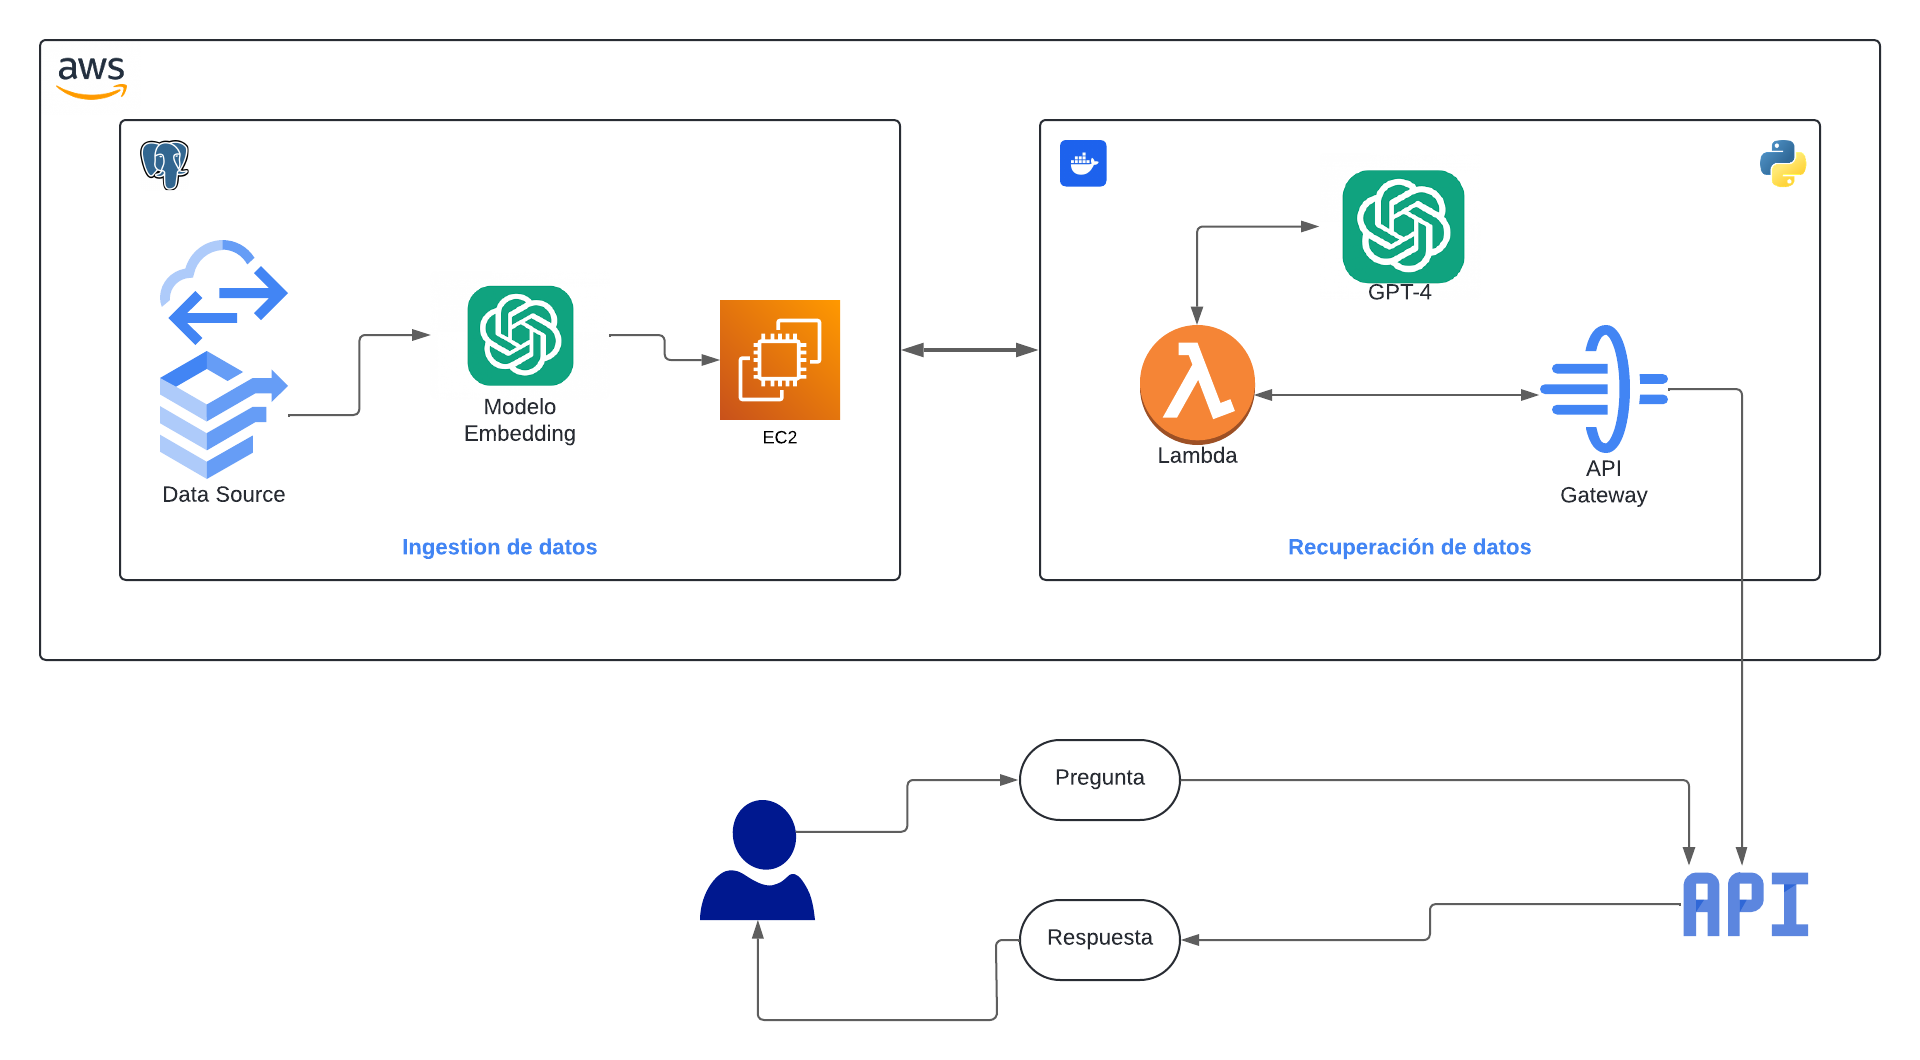 aws
Data Source
Modelo
Embedding
EC2
Ingestion de datos
GPT-4
Lambda
API
Gateway
Recuperación de datos
Pregunta
Respuesta
API